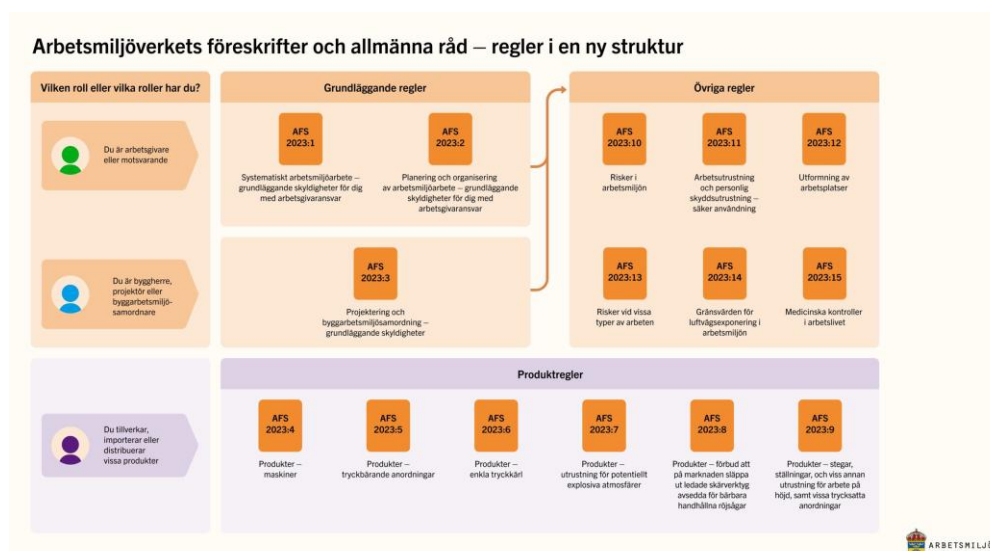 Arbetsmiljöverkets föreskrifter och allmänna råd – regler i en ny struktur
Vilken roll eller vilka roller har du?
Du är arbetsgivare
eller motsvarande
Du är byggherre,
projektör eller
byggarbetsmiljö-
samordnare
Grundläggande regler
AFS
2023:1
Systematiskt arbetsmiljöarbete –
grundläggande skyldigheter för dig
med arbetsgivaransvar
AFS
2023:2
Planering och organisering
av arbetsmiljöarbete – grundläggande
skyldigheter för dig med
arbetsgivaransvar
AFS
2023:3
Projektering och
byggarbetsmiljösamordning –
grundläggande skyldigheter
Övriga regler
AFS
2023:10
Risker i
arbetsmiljön
AFS
2023:11
Arbetsutrustning
och personlig
skyddsutrustning –
säker användning
AFS
2023:12
Utformning av
arbetsplatser
AFS
2023:13
Risker vid vissa
typer av arbeten
AFS
2023:14
Gränsvärden för
luftvägsexponering i
arbetsmiljön
AFS
2023:15
Medicinska kontroller
i arbetslivet
Du tillverkar,
importerar eller
distribuerar
vissa produkter
Produktregler
AFS
2023:4
Produkter –
maskiner
AFS
2023:5
Produkter –
tryckbärande anordningar
AFS
2023:6
Produkter –
enkla tryckkärl
AFS
2023:7
Produkter –
utrustning för potentiellt
explosiva atmosfärer
AFS
2023:8
Produkter – förbud att
på marknaden släppa
ut ledade skärverktyg
avsedda för bärbara
handhållna röjsågar
AFS
2023:9
Produkter – stegar,
ställningar, och viss annan
utrustning för arbete på
höjd, samt vissa trycksatta
anordningar
ARBETSMILJÖ